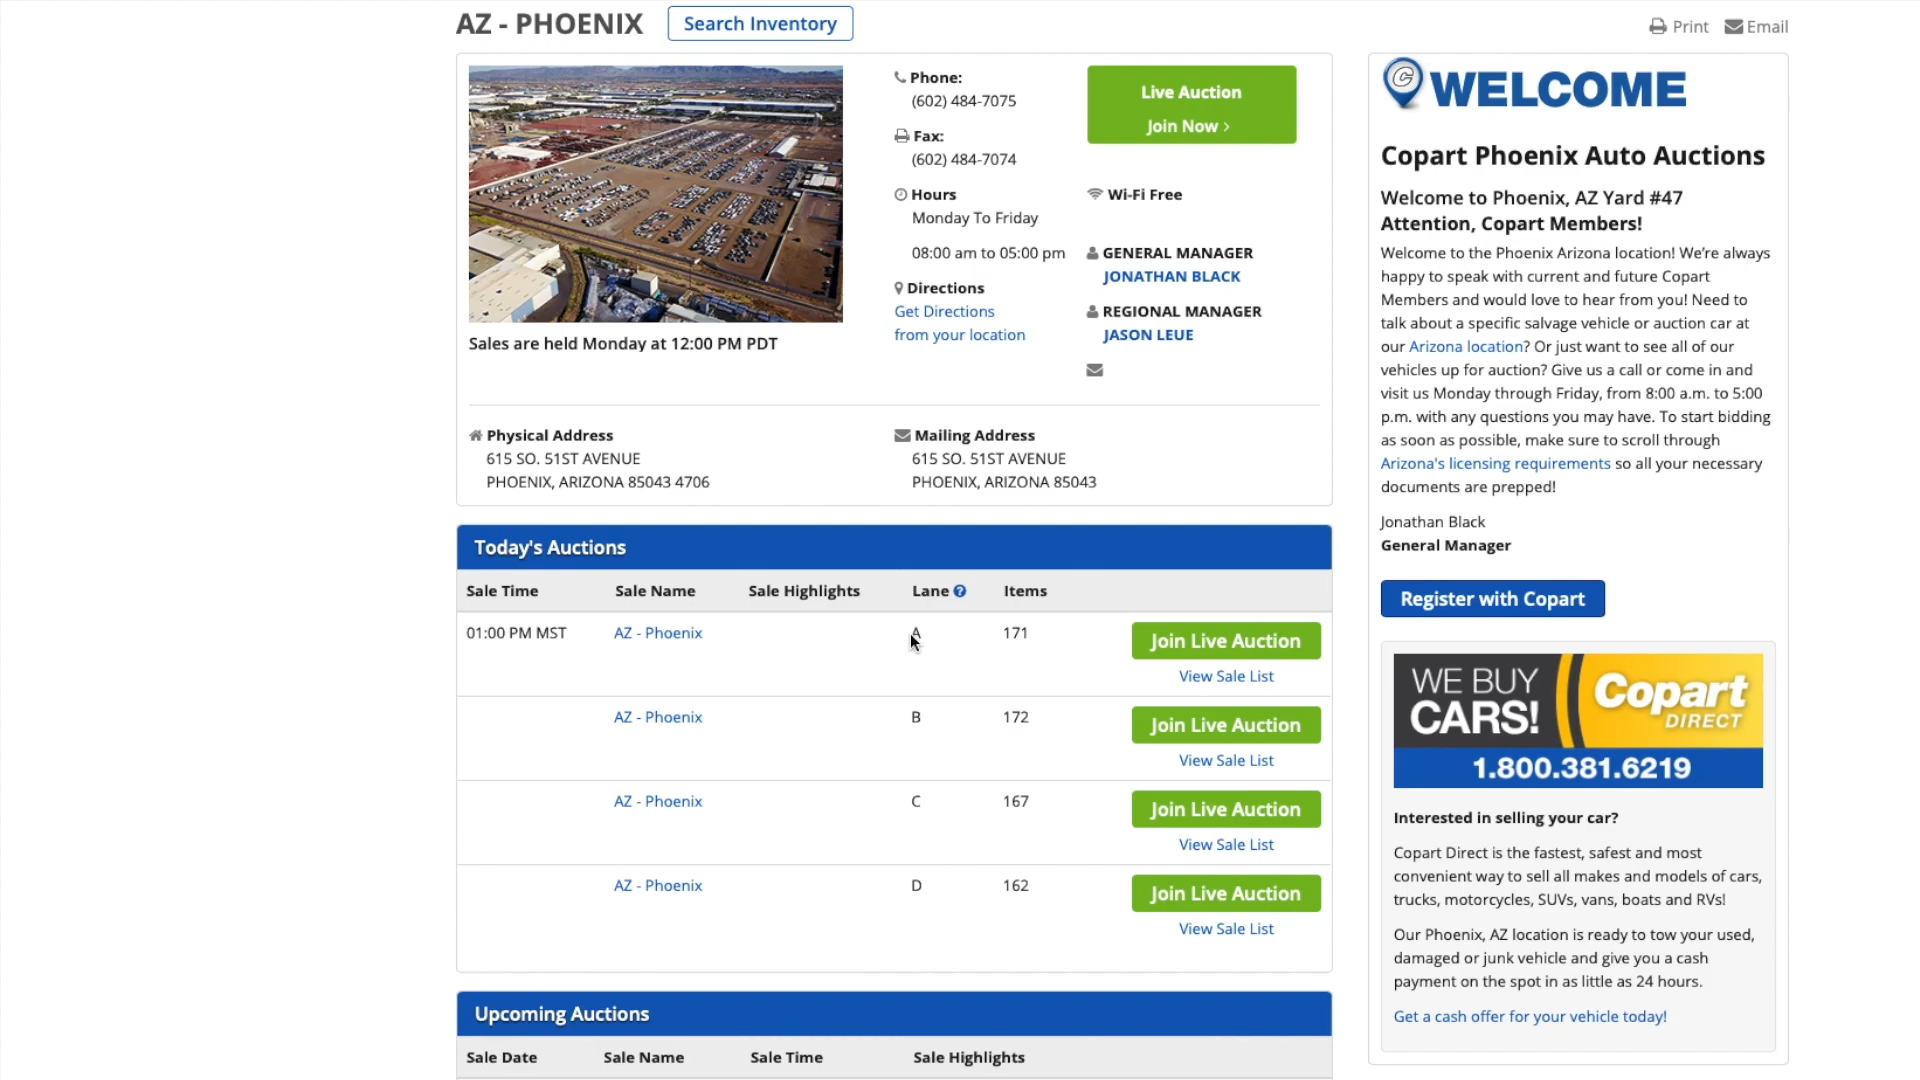 AZ - PHOENIX
Search Inventory
Print
Email
Phone:
(602) 484-7075
Fax:
(602) 484-7074
Hours
Monday To Friday
08:00 am to 05:00 pm
Directions
Get Directions
from your location
Live Auction
Join Now ›
Wi-Fi Free
GENERAL MANAGER
JONATHAN BLACK
REGIONAL MANAGER
JASON LEUE
Sales are held Monday at 12:00 PM PDT
Physical Address
615 SO. 51ST AVENUE
PHOENIX, ARIZONA 85043 4706
Mailing Address
615 SO. 51ST AVENUE
PHOENIX, ARIZONA 85043
Today's Auctions
Sale Time Sale Name Sale Highlights Lane ? Items
01:00 PM MST AZ - Phoenix A 171 Join Live Auction
View Sale List
AZ - Phoenix B 172 Join Live Auction
View Sale List
AZ - Phoenix C 167 Join Live Auction
View Sale List
AZ - Phoenix D 162 Join Live Auction
View Sale List
Upcoming Auctions
Sale Date Sale Name Sale Time Sale Highlights
C WELCOME
Copart Phoenix Auto Auctions
Welcome to Phoenix, AZ Yard #47
Attention, Copart Members!
Welcome to the Phoenix Arizona location! We're always
happy to speak with current and future Copart
Members and would love to hear from you! Need to
talk about a specific salvage vehicle or auction car at
our Arizona location? Or just want to see all of our
vehicles up for auction? Give us a call or come in and
visit us Monday through Friday, from 8:00 a.m. to 5:00
p.m. with any questions you may have. To start bidding
as soon as possible, make sure to scroll through
Arizona's licensing requirements so all your necessary
documents are prepped!
Jonathan Black
General Manager
Register with Copart
WE BUY
CARS!
Copart
DIRECT
1.800.381.6219
Interested in selling your car?
Copart Direct is the fastest, safest and most
convenient way to sell all makes and models of cars,
trucks, motorcycles, SUVs, vans, boats and RVs!
Our Phoenix, AZ location is ready to tow your used,
damaged or junk vehicle and give you a cash
payment on the spot in as little as 24 hours.
Get a cash offer for your vehicle today!